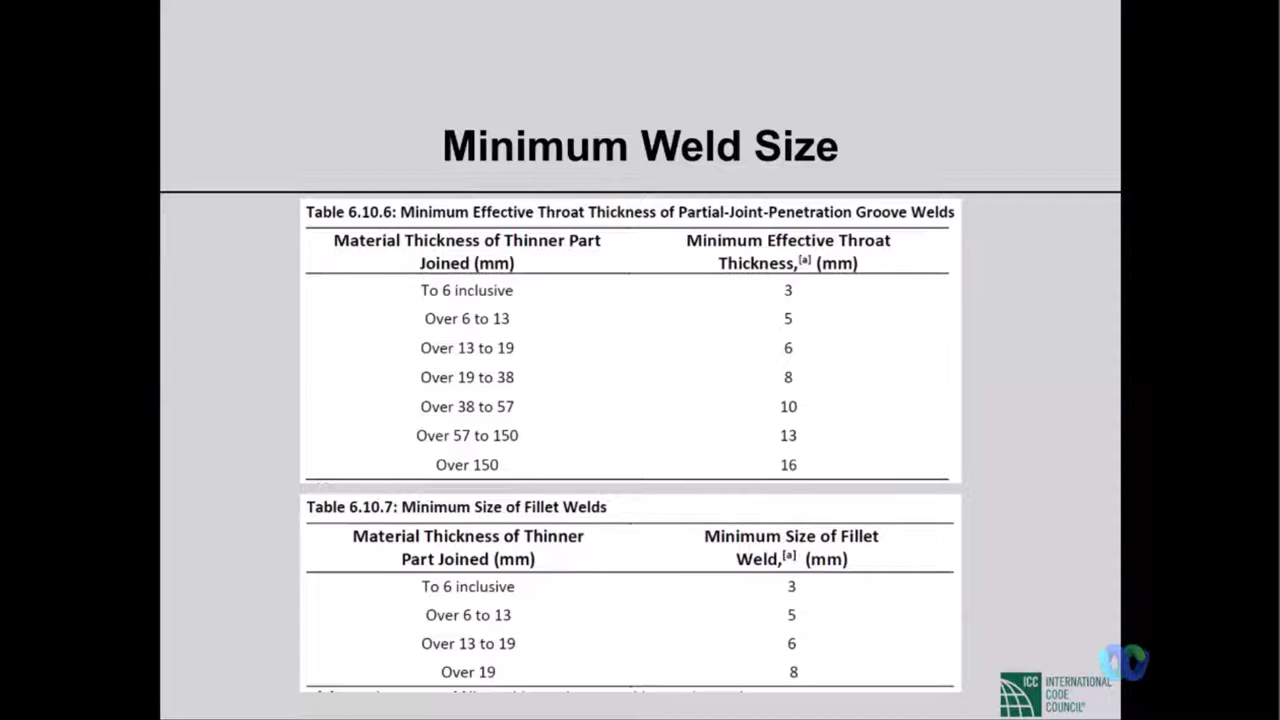 Minimum Weld Size
Table 6.10.6: Minimum Effective Throat Thickness of Partial-Joint-Penetration Groove Welds
Material Thickness of Thinner Part Joined (mm)
Minimum Effective Throat Thickness,[a] (mm)
To 6 inclusive 3
Over 6 to 13 5
Over 13 to 19 6
Over 19 to 38 8
Over 38 to 57 10
Over 57 to 150 13
Over 150 16
Table 6.10.7: Minimum Size of Fillet Welds
Material Thickness of Thinner Part Joined (mm)
Minimum Size of Fillet Weld,[a] (mm)
To 6 inclusive 3
Over 6 to 13 5
Over 13 to 19 6
Over 19 8
ICC INTERNATIONAL
CODE
COUNCIL®